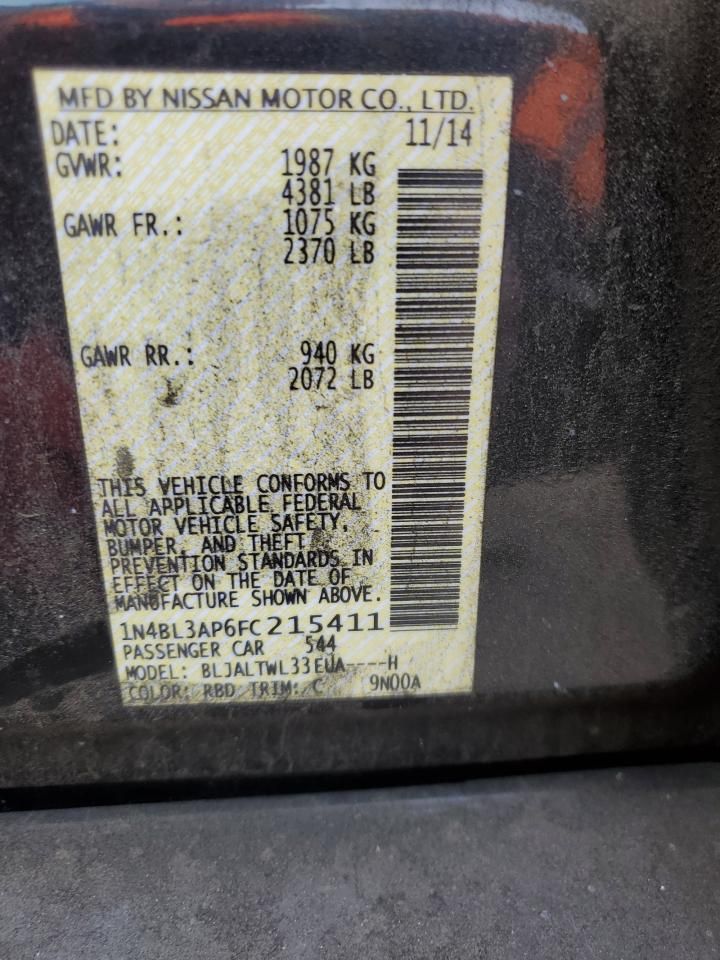 MFD BY NISSAN MOTOR CO., LTD.
DATE: 11/14
GVWR: 1987 KG
4381 LB
GAWR FR.: 1075 KG
2370 LB
GAWR RR.: 940 KG
2072 LB
THIS VEHICLE CONFORMS TO
ALL APPLICABLE FEDERAL
MOTOR VEHICLE SAFETY,
BUMPER, AND THEFT
PREVENTION STANDARDS IN
EFFECT ON THE DATE OF
MANUFACTURE SHOWN ABOVE.
1N4BL3AP6FC215411
PASSENGER CAR 544
MODEL: BLJALTWL33EUA----H
COLOR: RBD TRIM: C 9N00A